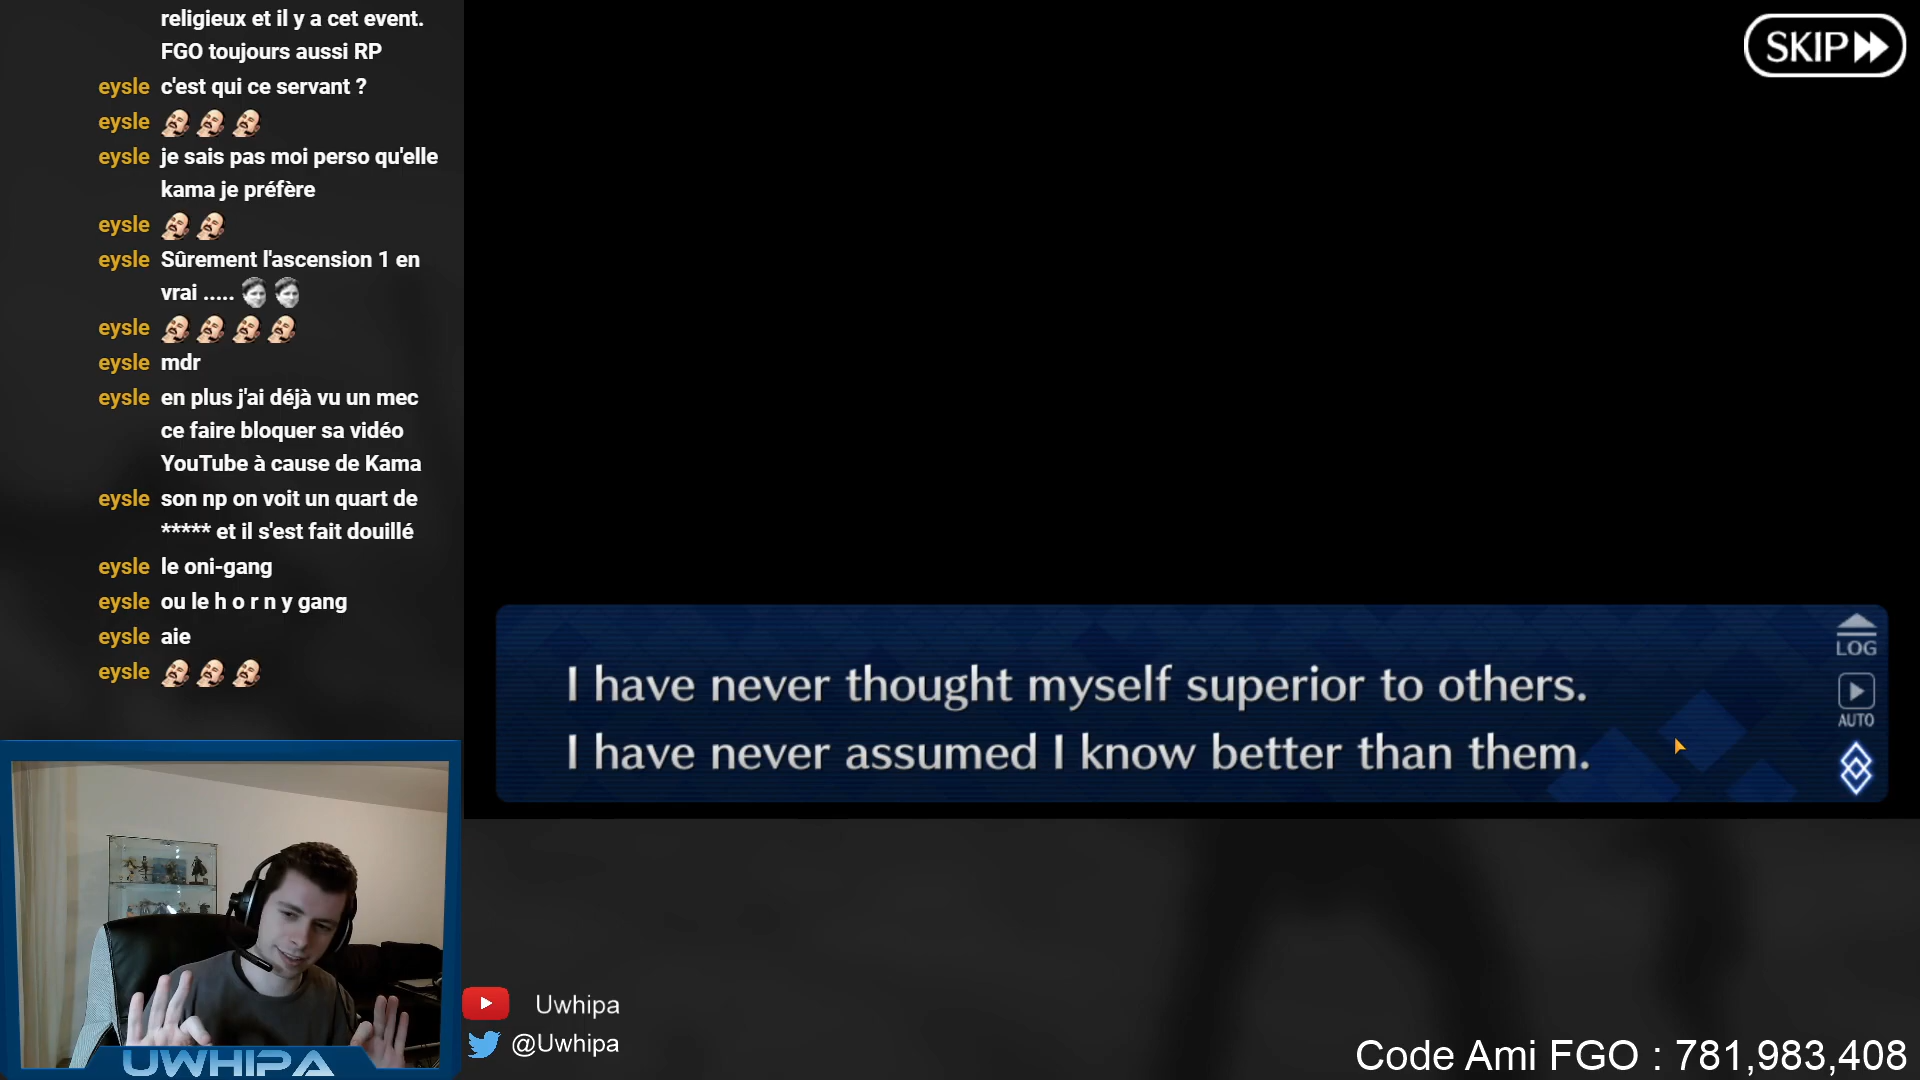 religieux et il y a cet event.
FGO toujours aussi RP
eysle c'est qui ce servant ?
eysle
eysle je sais pas moi perso qu'elle
kama je préfère
eysle
eysle Sûrement l'ascension 1 en
vrai .....
eysle
eysle mdr
eysle en plus j'ai déjà vu un mec
ce faire bloquer sa vidéo
YouTube à cause de Kama
eysle son np on voit un quart de
***** et il s'est fait douillé
eysle le oni-gang
eysle ou le h o r n y gang
eysle aie
eysle
SKIP
I have never thought myself superior to others.
I have never assumed I know better than them.
LOG
AUTO
UWHIPA
Uwhipa
@Uwhipa
Code Ami FGO : 781,983,408